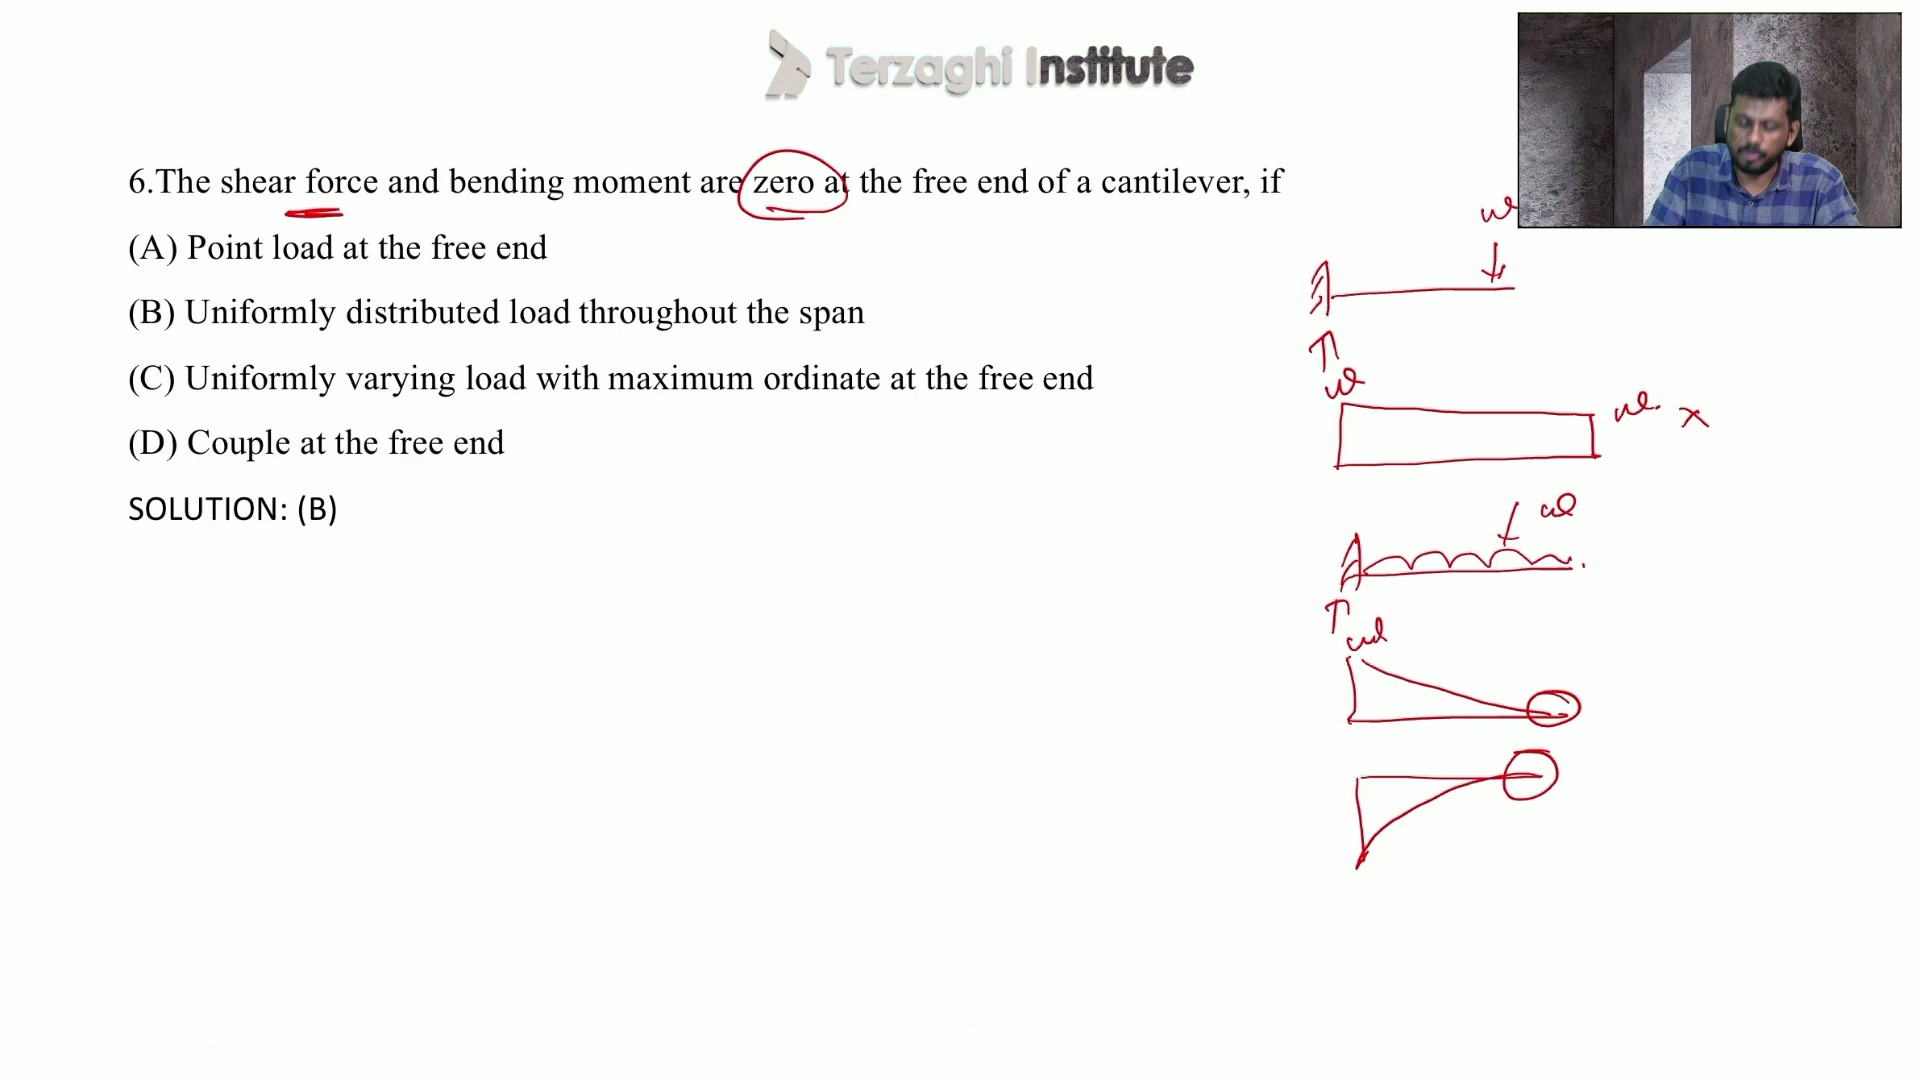 Terzaghi Institute
6.The shear force and bending moment are zero at the free end of a cantilever, if
(A) Point load at the free end
(B) Uniformly distributed load throughout the span
(C) Uniformly varying load with maximum ordinate at the free end
(D) Couple at the free end
SOLUTION: (B)